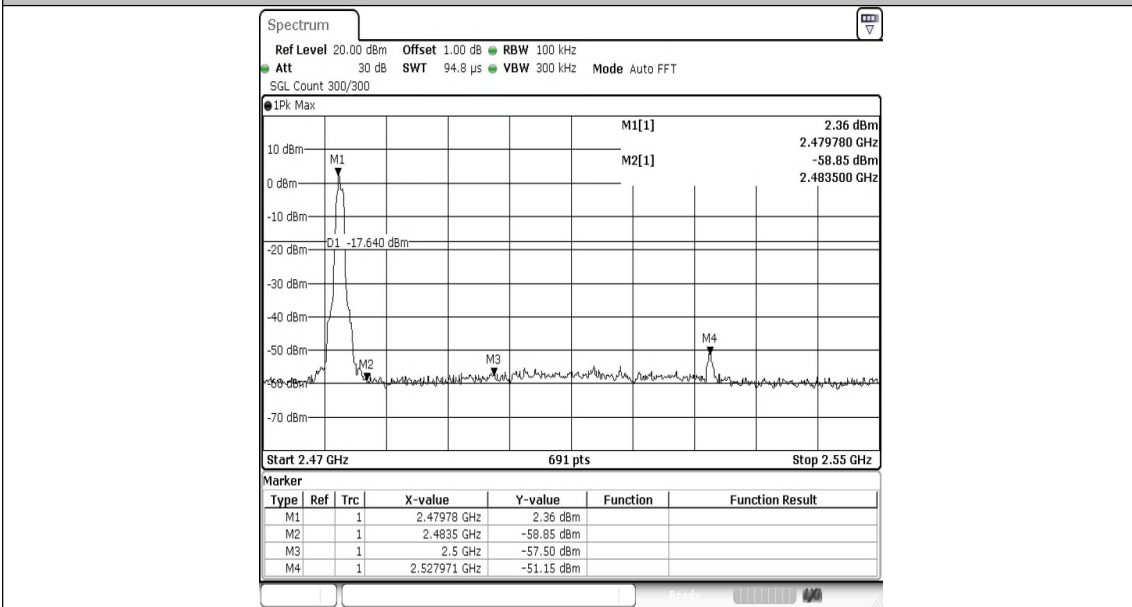 Spectrum
Ref Level 20.00 dBm Offset 1.00 dB RBW 100 kHz
Att 30 dB SWT 94.8 µs VBW 300 kHz Mode Auto FFT
SGL Count 300/300
1Pk Max
M1[1] 2.36 dBm
2.479780 GHz
M2[1] -58.85 dBm
2.483500 GHz
10 dBm
M1
0 dBm
-10 dBm
D1 -17.640 dBm
-20 dBm
-30 dBm
-40 dBm
M4
-50 dBm
M2
M3
-60 dBm
-70 dBm
Start 2.47 GHz 691 pts Stop 2.55 GHz
Marker
Type Ref Trc X-value Y-value Function Function Result
M1 1 2.47978 GHz 2.36 dBm
M2 1 2.4835 GHz -58.85 dBm
M3 1 2.5 GHz -57.50 dBm
M4 1 2.527971 GHz -51.15 dBm
Ready